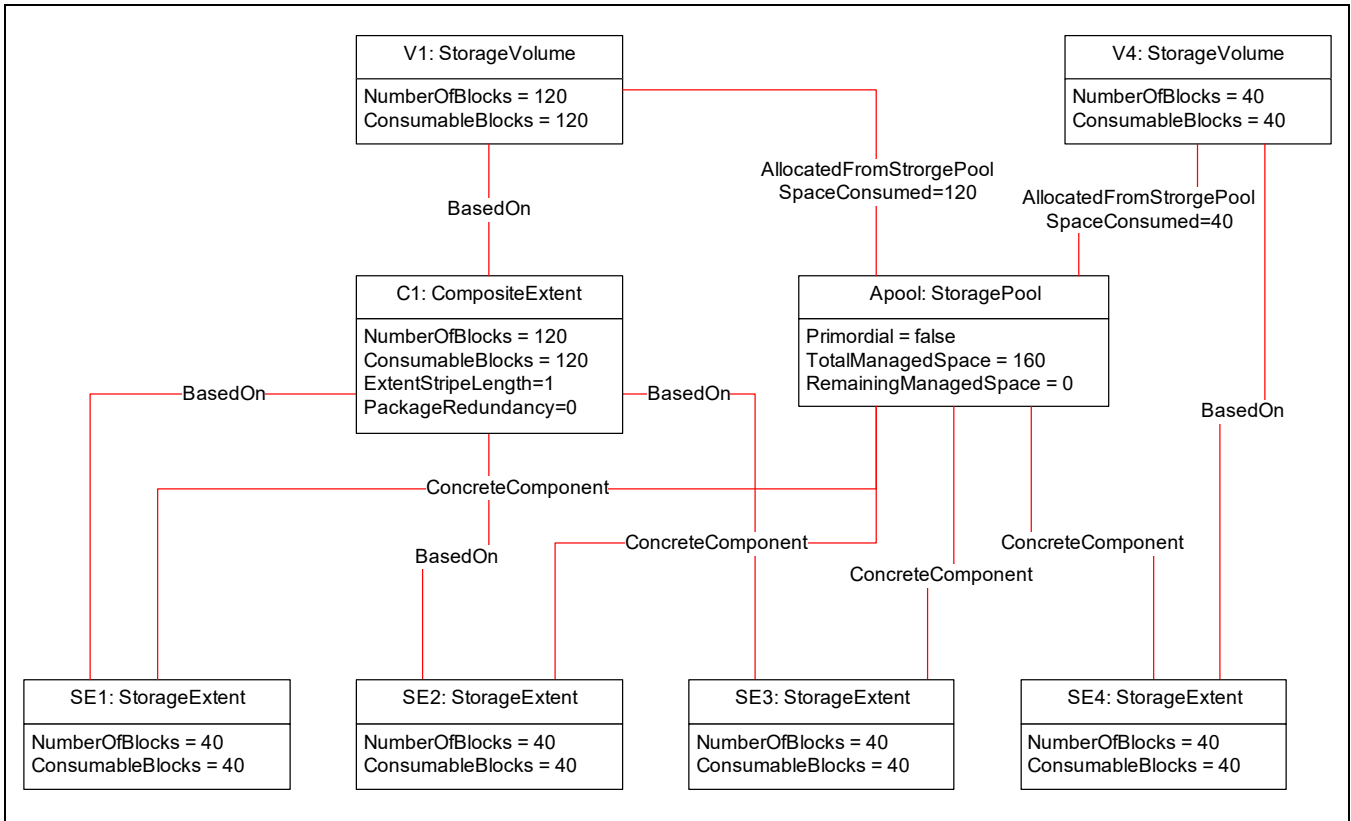 V1: StorageVolume
NumberOfBlocks = 120
ConsumableBlocks = 120
V4: StorageVolume
NumberOfBlocks = 40
ConsumableBlocks = 40
AllocatedFromStrorgePool
SpaceConsumed=120
AllocatedFromStrorgePool
SpaceConsumed=40
BasedOn
C1: CompositeExtent
NumberOfBlocks = 120
ConsumableBlocks = 120
ExtentStripeLength=1
PackageRedundancy=0
Apool: StoragePool
Primordial = false
TotalManagedSpace = 160
RemainingManagedSpace = 0
BasedOn
BasedOn
BasedOn
ConcreteComponent
BasedOn
ConcreteComponent
ConcreteComponent
ConcreteComponent
SE1: StorageExtent
NumberOfBlocks = 40
ConsumableBlocks = 40
SE2: StorageExtent
NumberOfBlocks = 40
ConsumableBlocks = 40
SE3: StorageExtent
NumberOfBlocks = 40
ConsumableBlocks = 40
SE4: StorageExtent
NumberOfBlocks = 40
ConsumableBlocks = 40